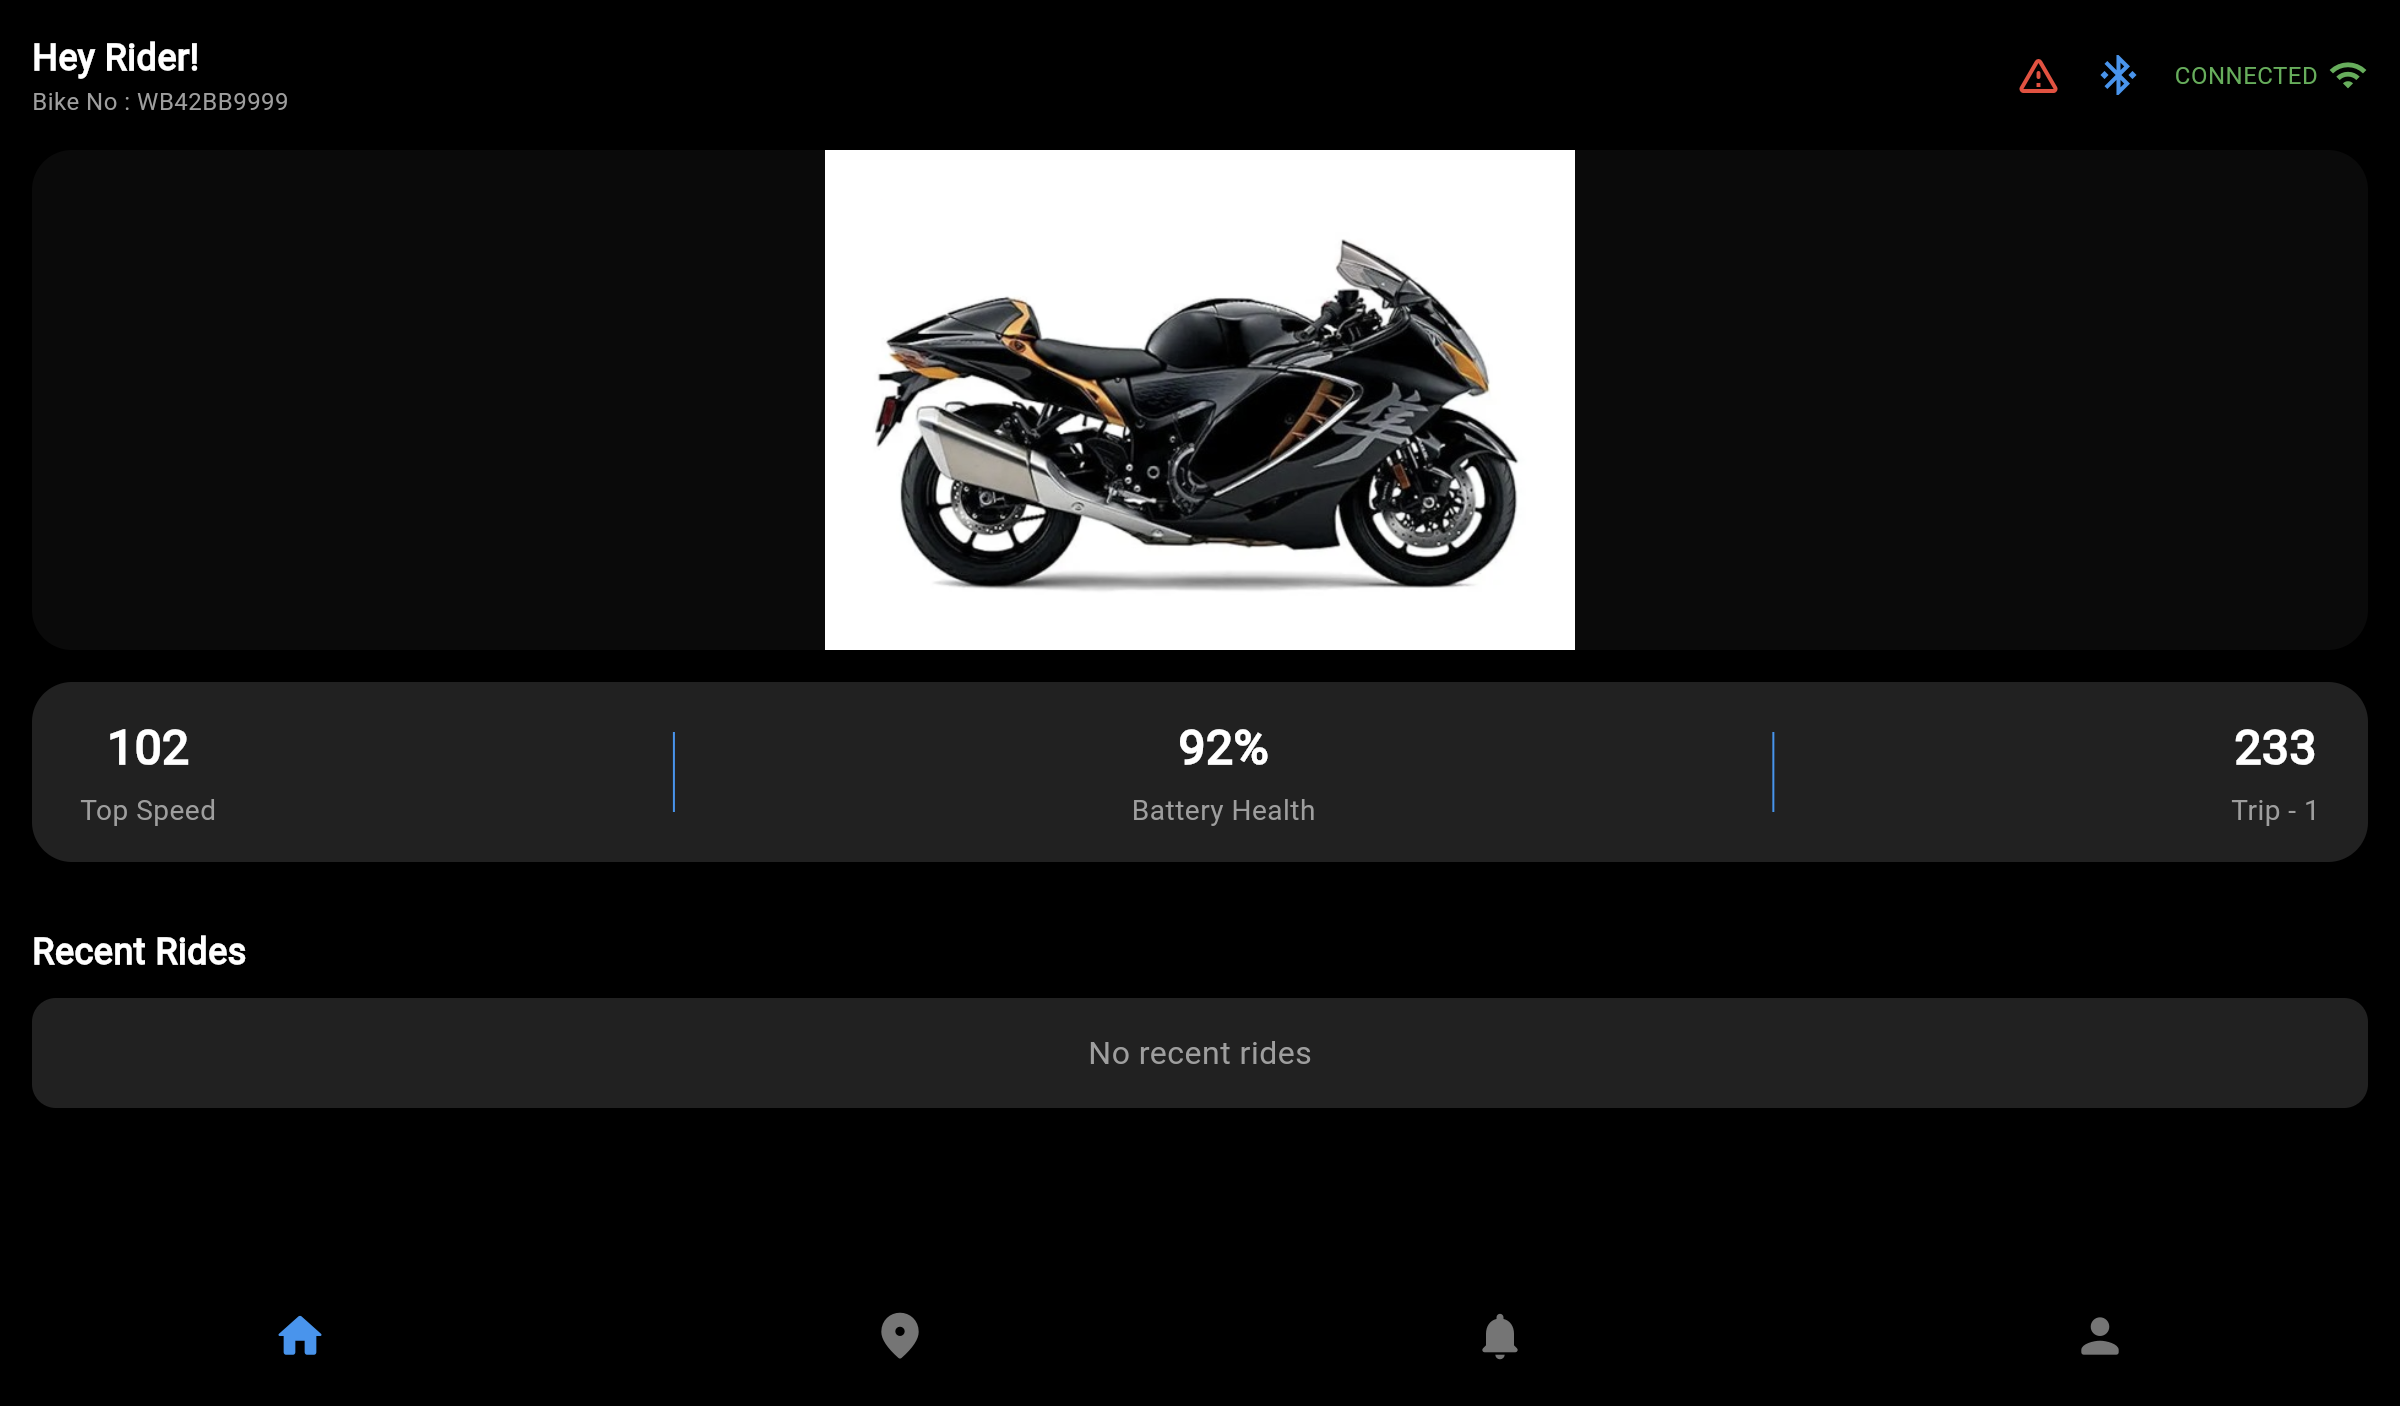 Hey Rider!
Bike No : WB42BB9999
CONNECTED
隼
102
Top Speed
92%
Battery Health
233
Trip - 1
Recent Rides
No recent rides